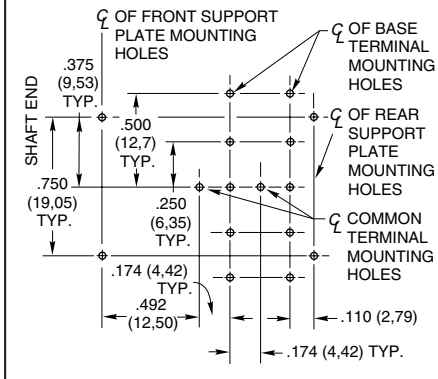 ℄ OF FRONT SUPPORT
PLATE MOUNTING
HOLES
℄ OF BASE
TERMINAL
MOUNTING
HOLES
.375
(9,53)
TYP.
SHAFT END
.500
(12,7)
TYP.
℄ OF REAR
SUPPORT
PLATE
MOUNTING
HOLES
.750
(19,05)
TYP.
.250
(6,35)
TYP.
℄ COMMON
TERMINAL
MOUNTING
HOLES
.174 (4,42)
TYP.
.492
(12,50)
.110 (2,79)
.174 (4,42) TYP.